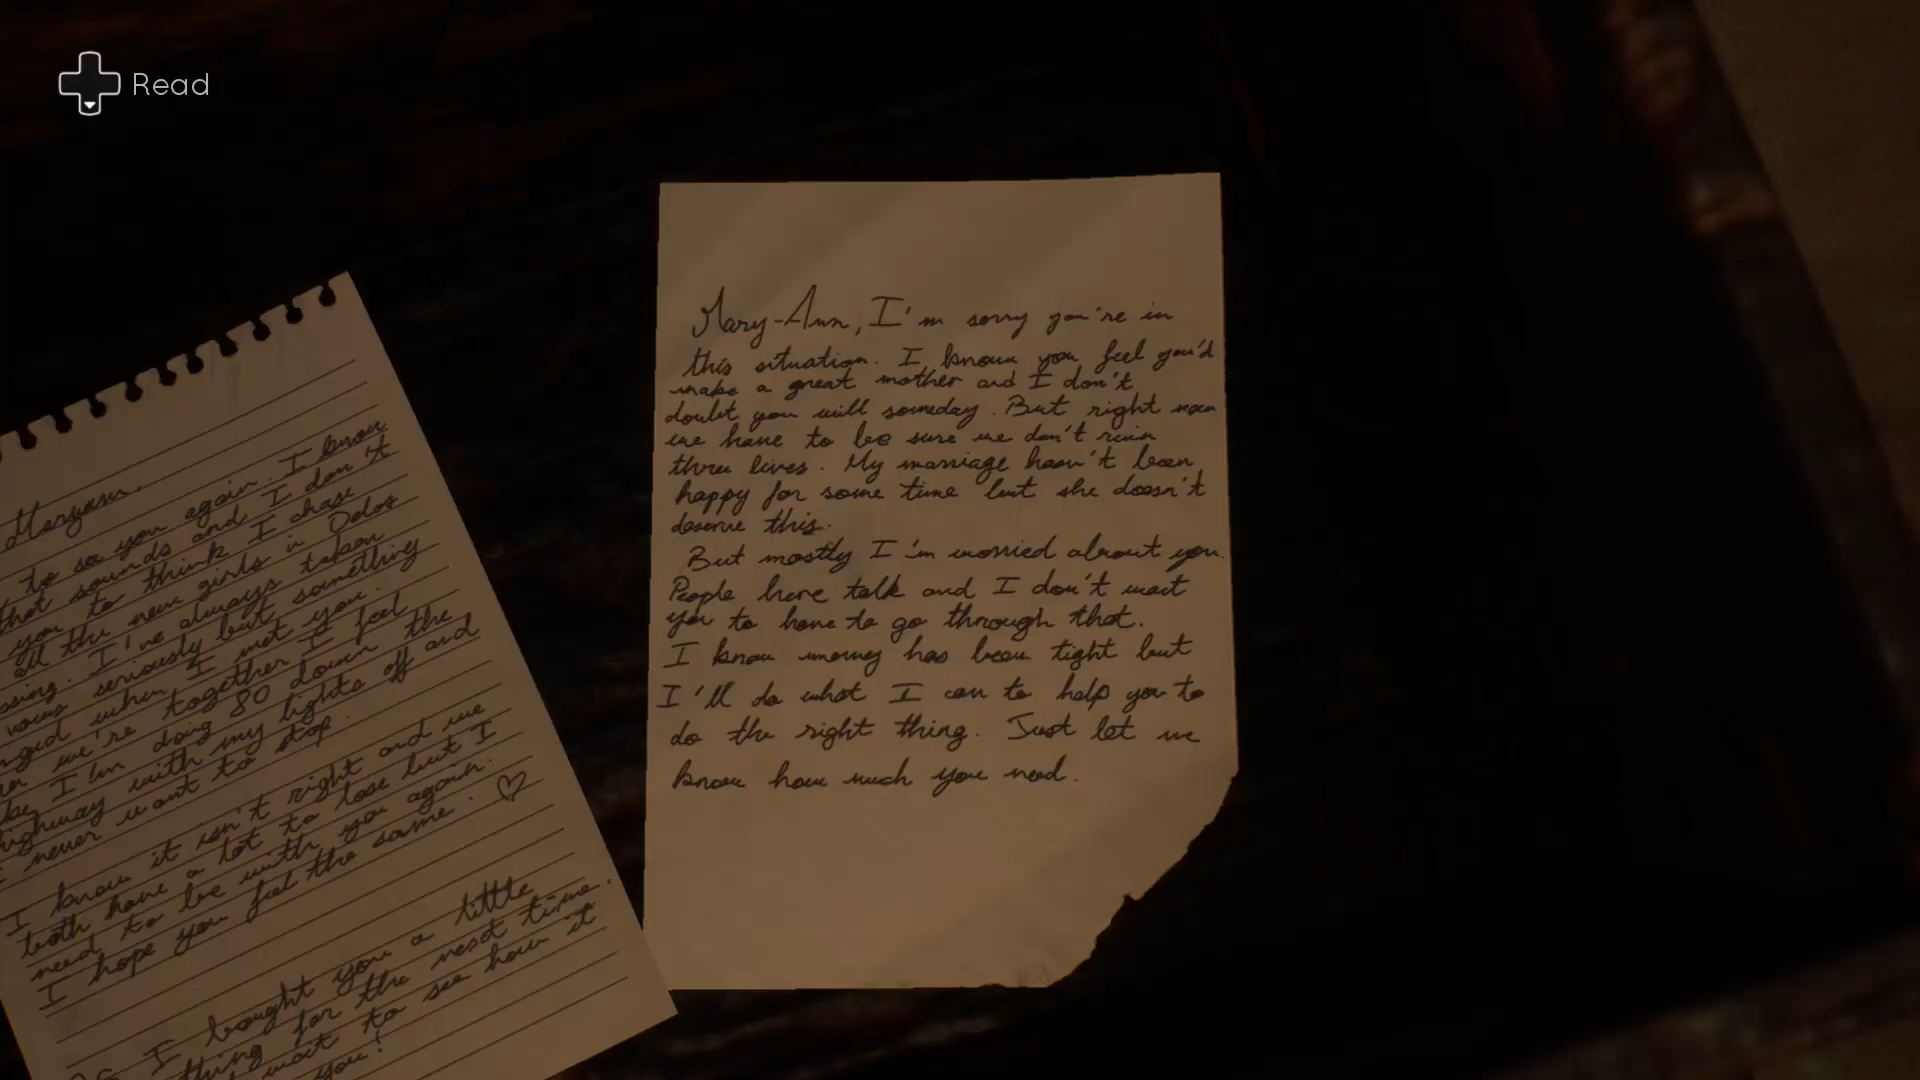 Read
Mary-Ann, I'm sorry you're in
this situation. I know you feel you'd
make a great mother and I don't
doubt you will someday. But right now
we have to be sure we don't ruin
three lives. My marriage hasn't been
happy for some time but she doesn't
deserve this.
But mostly I'm worried about you.
People here talk and I don't want
you to have to go through that.
I know money has been tight but
I'll do what I can to help you to
do the right thing. Just let me
know how much you need.
Maryann,
to see you again. I know
that sounds and I don't
you to think I chase
all the new girls in Delos
I've always taken
vows seriously but something
when I met you.
we're together I feel
like I'm doing 80 down the
highway with my lights off and
I never want to stop.
I know it isn't right and we
both have a lot to lose but I
need to be with you again.
I hope you feel the same. ♡
I bought you a little
thing for the next time.
wait to see how it
you!